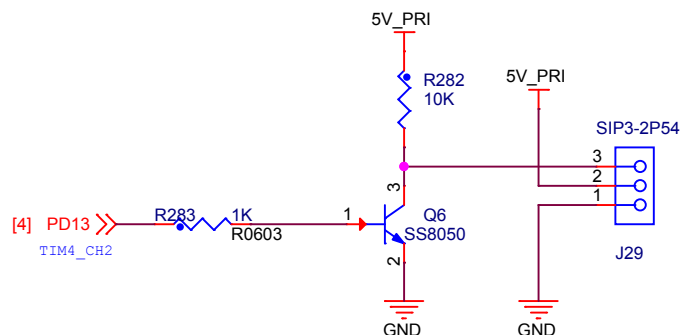 5V_PRI
R282
10K
5V_PRI
SIP3-2P54
3
2
1
J29
3
[4] PD13
R283
1K
R0603
TIM4_CH2
1
Q6
SS8050
2
GND
GND